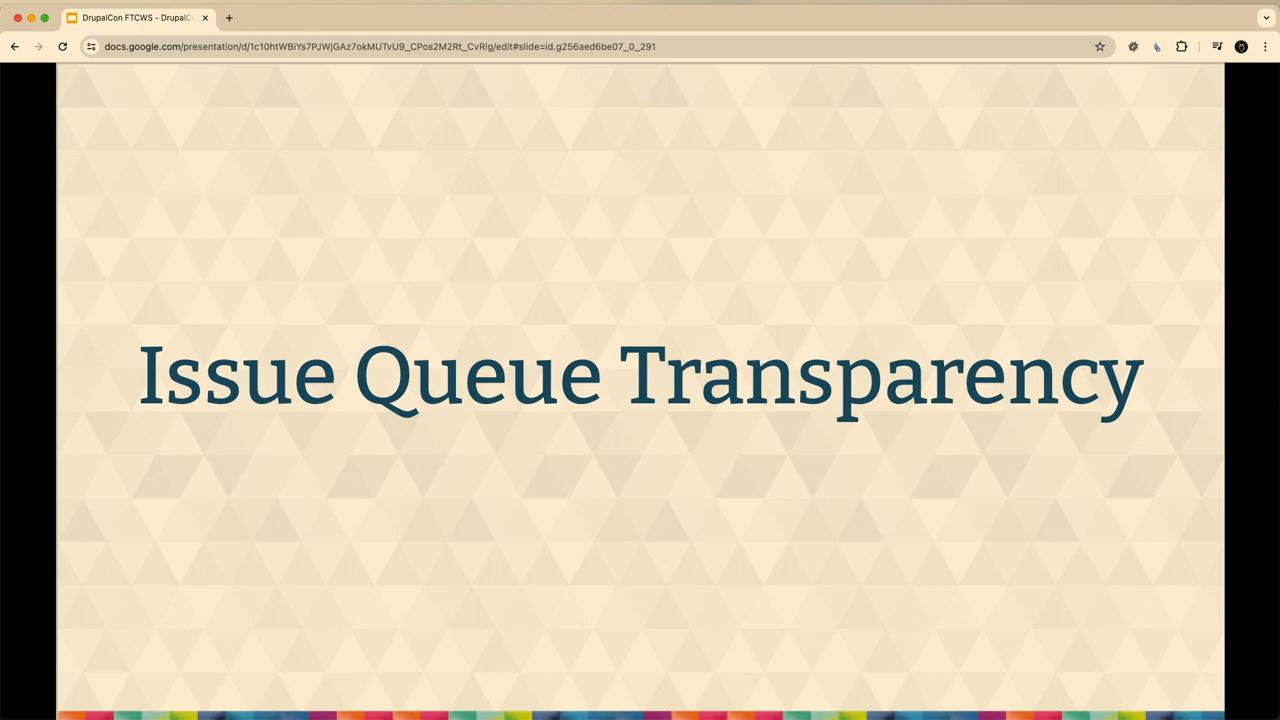 DrupalCon FTCWS - DrupalC
docs.google.com/presentation/d/1c10htWBiYs7PJWjGAz7okMUTvU9_CPos2M2Rt_CvRig/edit#slide=id.g256aed6be07_0_291
Issue Queue Transparency